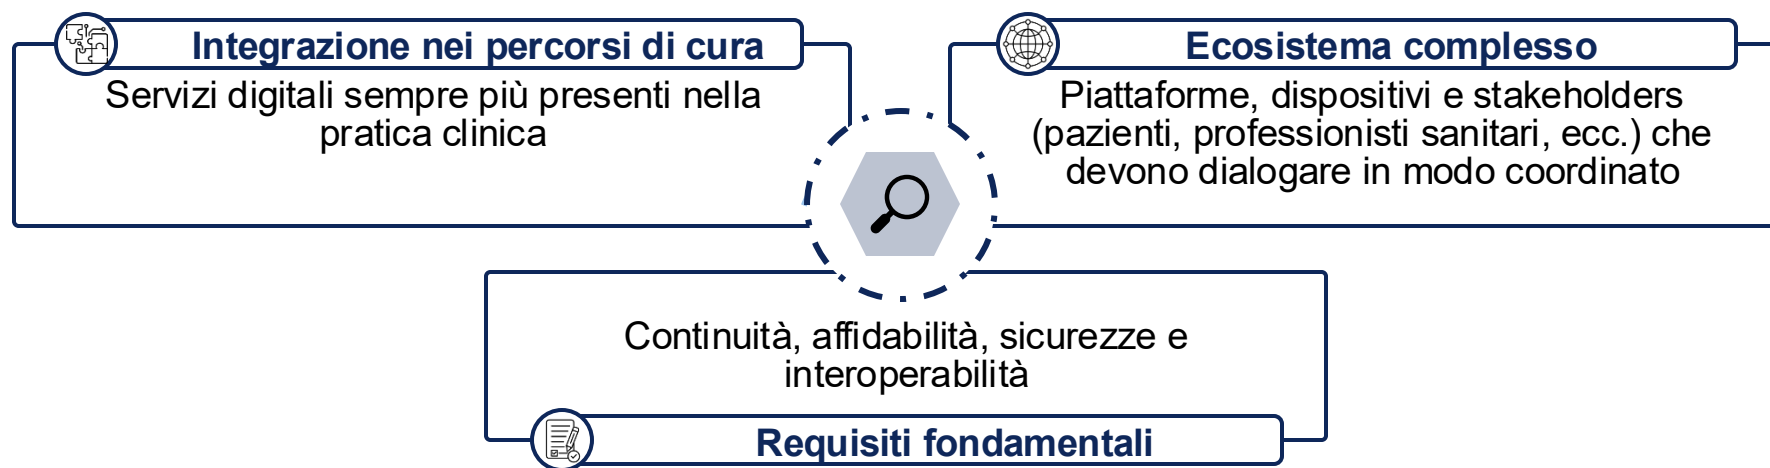 Integrazione nei percorsi di cura
Servizi digitali sempre più presenti nella
pratica clinica
Ecosistema complesso
Piattaforme, dispositivi e stakeholders
(pazienti, professionisti sanitari, ecc.) che
devono dialogare in modo coordinato
Continuità, affidabilità, sicurezze e
interoperabilità
Requisiti fondamentali